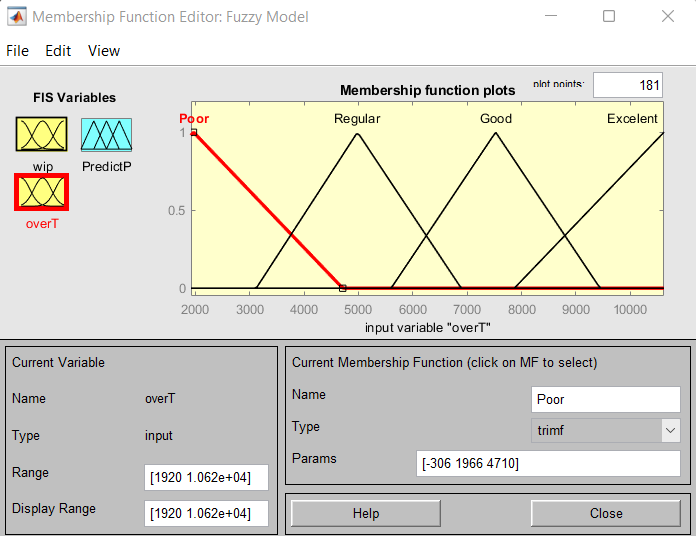 Membership Function Editor: Fuzzy Model
File Edit View
FIS Variables
wip
PredictP
overT
Membership function plots
plot points:
181
Poor
Regular
Good
Excelent
1
0.5
0
2000 3000 4000 5000 6000 7000 8000 9000 10000
input variable "overT"
Current Variable
Name overT
Type input
Range [1920 1.062e+04]
Display Range [1920 1.062e+04]
Current Membership Function (click on MF to select)
Name Poor
Type trimf
Params [-306 1966 4710]
Help
Close